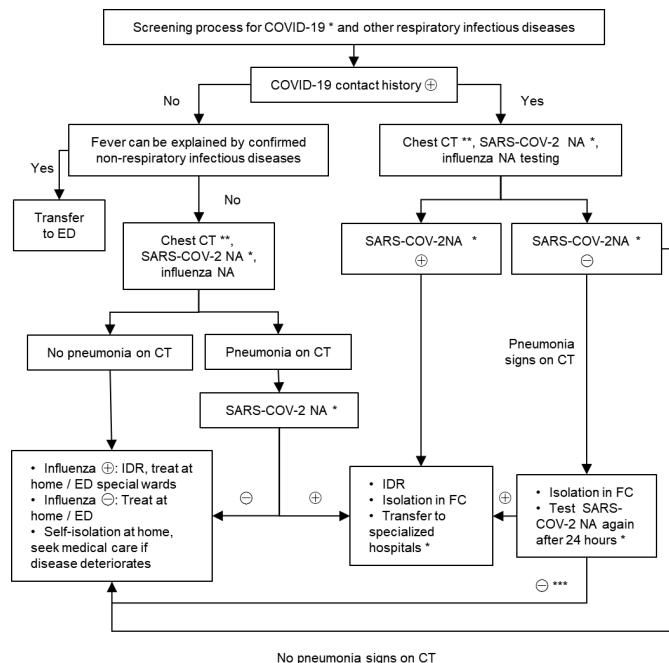 Screening process for COVID-19 * and other respiratory infectious diseases
COVID-19 contact history ⊕
No
Yes
Fever can be explained by confirmed
non-respiratory infectious diseases
Chest CT **, SARS-COV-2 NA *,
influenza NA testing
Yes
No
Transfer
to ED
Chest CT **,
SARS-COV-2 NA *,
influenza NA
SARS-COV-2NA *
⊕
SARS-COV-2NA *
⊖
No pneumonia on CT
Pneumonia on CT
Pneumonia
signs on CT
SARS-COV-2 NA *
• Influenza ⊕: IDR, treat at
home / ED special wards
• Influenza ⊖: Treat at
home / ED
• Self-isolation at home,
seek medical care if
disease deteriorates
⊖
⊕
• IDR
• Isolation in FC
• Transfer to
specialized
hospitals *
⊕
• Isolation in FC
• Test SARS-
COV-2 NA again
after 24 hours *
⊖ ***
No pneumonia signs on CT